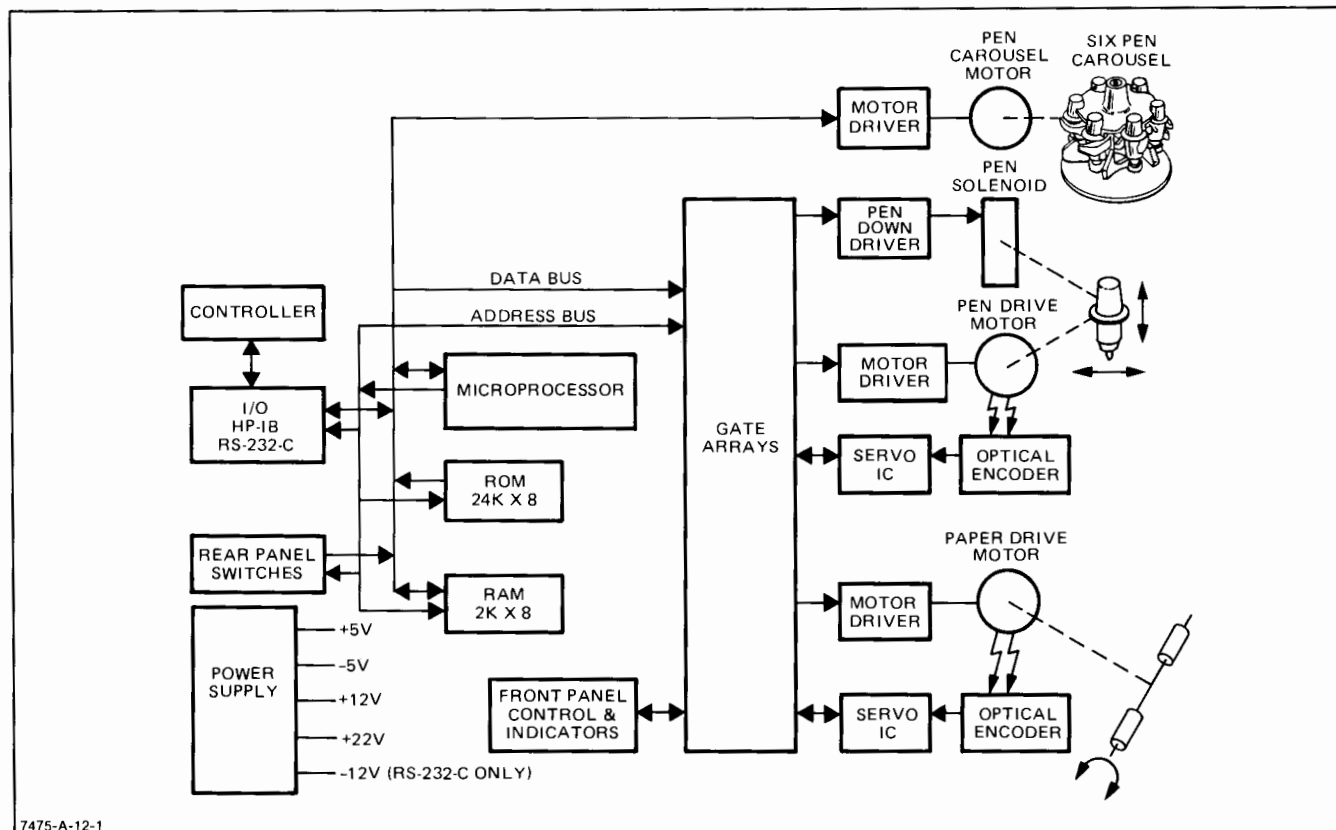 PEN
CAROUSEL
MOTOR
SIX PEN
CAROUSEL
MOTOR
DRIVER
PEN
SOLENOID
PEN
DOWN
DRIVER
DATA BUS
CONTROLLER
ADDRESS BUS
PEN DRIVE
MOTOR
MOTOR
DRIVER
MICROPROCESSOR
I/O
HP-IB
RS-232-C
GATE
ARRAYS
SERVO
IC
OPTICAL
ENCODER
ROM
24K X 8
REAR PANEL
SWITCHES
PAPER DRIVE
MOTOR
RAM
2K X 8
MOTOR
DRIVER
POWER
SUPPLY
+5V
-5V
+12V
+22V
-12V (RS-232-C ONLY)
FRONT PANEL
CONTROL &
INDICATORS
SERVO
IC
OPTICAL
ENCODER
7475-A-12-1